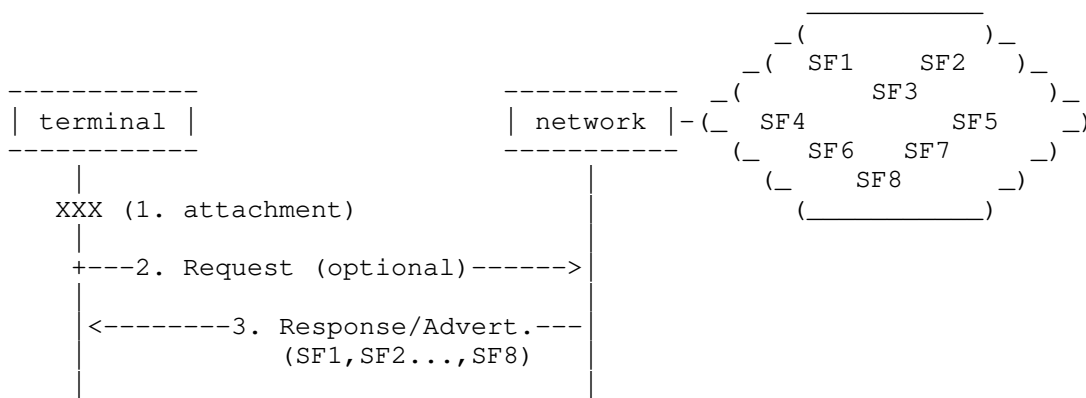 SF1 SF2
SF3
terminal network SF4 SF5
SF6 SF7
SF8
XXX (1. attachment)
2. Request (optional)
3. Response/Advert.
(SF1,SF2...,SF8)